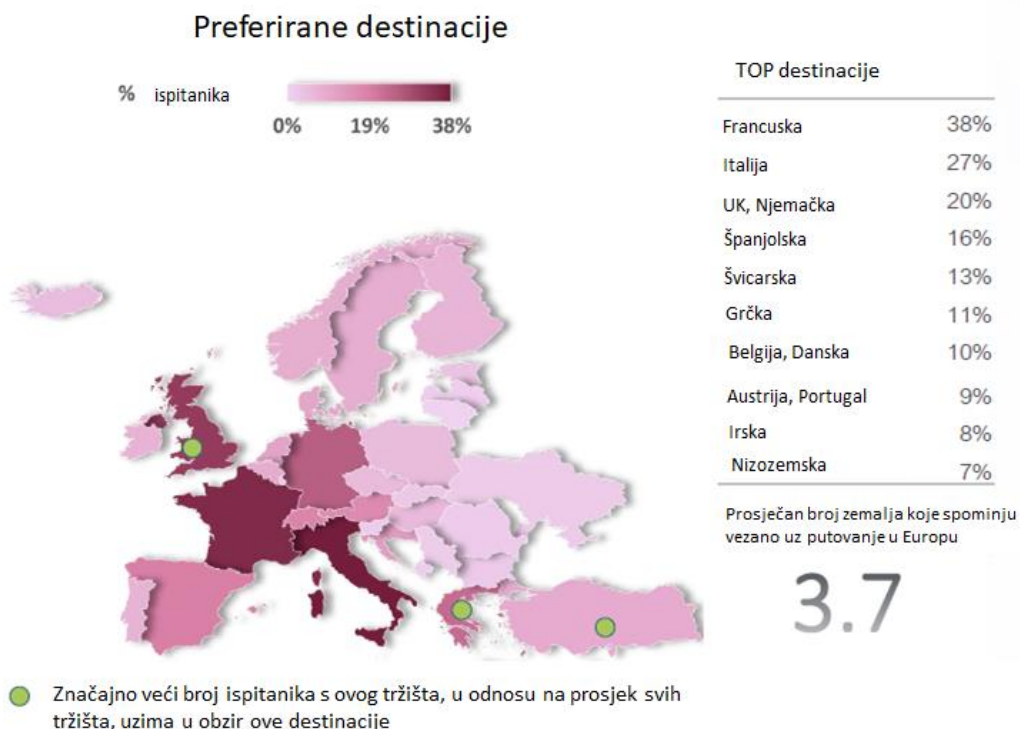 Preferirane destinacije
% ispitanika
0% 19% 38%
TOP destinacije
Francuska 38%
Italija 27%
UK, Njemačka 20%
Španjolska 16%
Švicarska 13%
Grčka 11%
Belgija, Danska 10%
Austrija, Portugal 9%
Irska 8%
Nizozemska 7%
Prosječan broj zemalja koje spominju
vezano uz putovanje u Europu
3.7
Značajno veći broj ispitanika s ovog tržišta, u odnosu na prosjek svih
tržišta, uzima u obzir ove destinacije